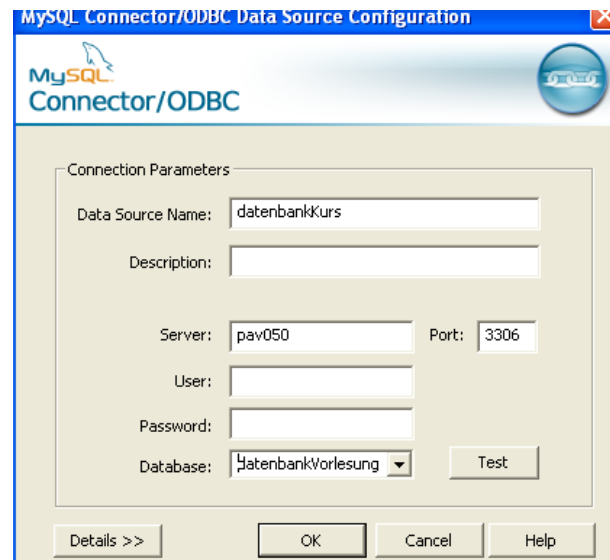 MySQL Connector/ODBC Data Source Configuration
MySQL
Connector/ODBC
Connection Parameters
Data Source Name: datenbankKurs
Description:
Server: pav050 Port: 3306
User:
Password:
Database: datenbankVorlesung Test
Details >> OK Cancel Help